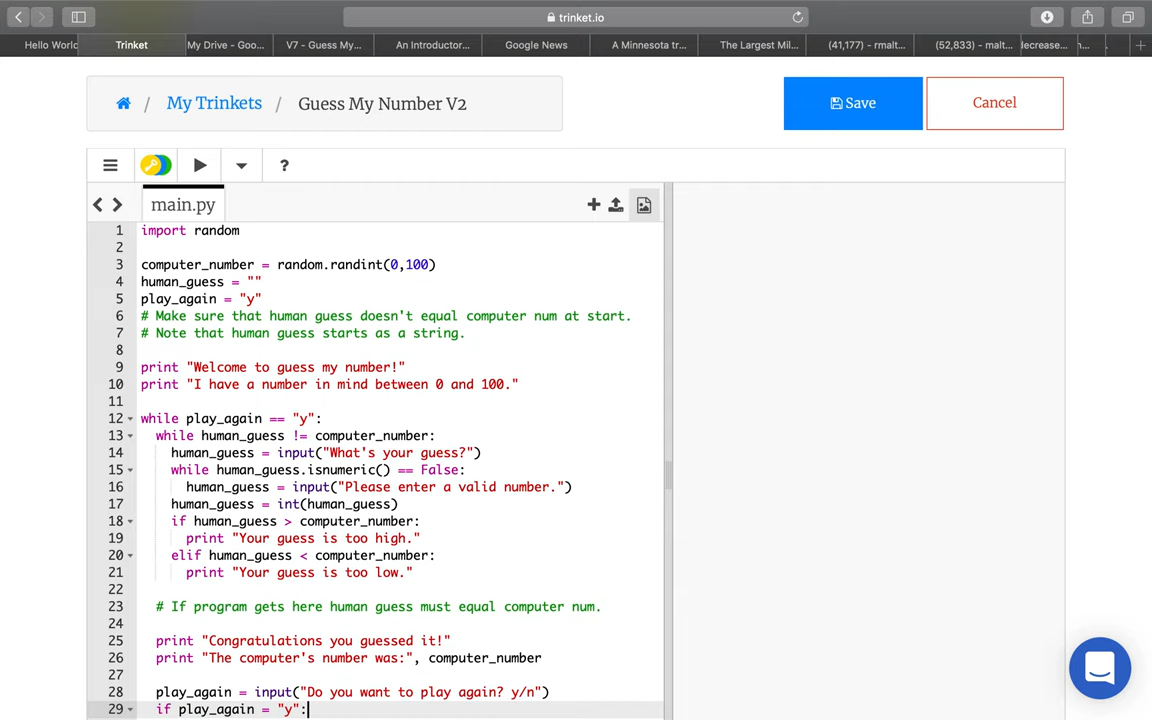 trinket.io
Hello World
Trinket
My Drive - Goo...
V7 - Guess My...
An Introductor...
Google News
A Minnesota tr...
The Largest Mil...
(41,177) - rmalt...
(52,833) - malt...
decrease...
My Trinkets / Guess My Number V2
Save
Cancel
?
main.py
1 import random
2
3 computer_number = random.randint(0,100)
4 human_guess = ""
5 play_again = "y"
6 # Make sure that human guess doesn't equal computer num at start.
7 # Note that human guess starts as a string.
8
9 print "Welcome to guess my number!"
10 print "I have a number in mind between 0 and 100."
11
12 while play_again == "y":
13 while human_guess != computer_number:
14 human_guess = input("What's your guess?")
15 while human_guess.isnumeric() == False:
16 human_guess = input("Please enter a valid number.")
17 human_guess = int(human_guess)
18 if human_guess > computer_number:
19 print "Your guess is too high."
20 elif human_guess < computer_number:
21 print "Your guess is too low."
22
23 # If program gets here human guess must equal computer num.
24
25 print "Congratulations you guessed it!"
26 print "The computer's number was:", computer_number
27
28 play_again = input("Do you want to play again? y/n")
29 if play_again = "y":